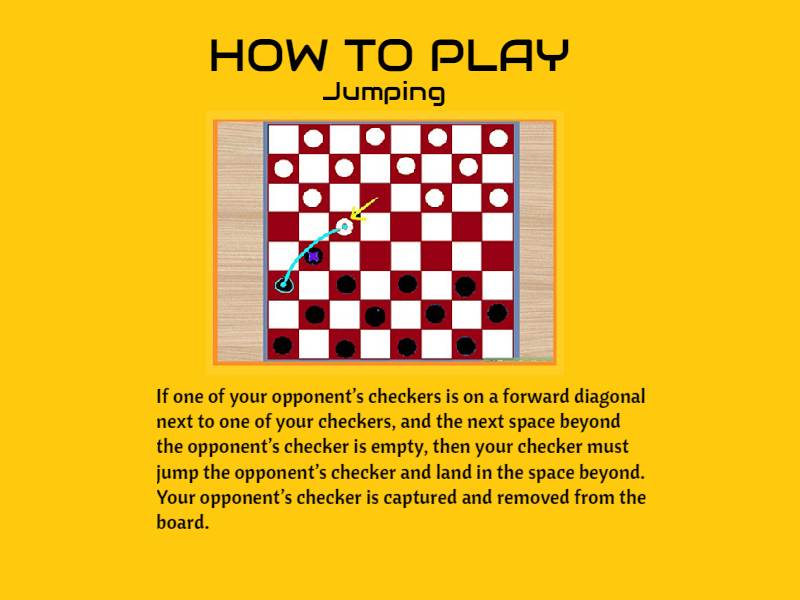 HOW TO PLAY
Jumping
If one of your opponent's checkers is on a forward diagonal
next to one of your checkers, and the next space beyond
the opponent's checker is empty, then your checker must
jump the opponent's checker and land in the space beyond.
Your opponent's checker is captured and removed from the
board.